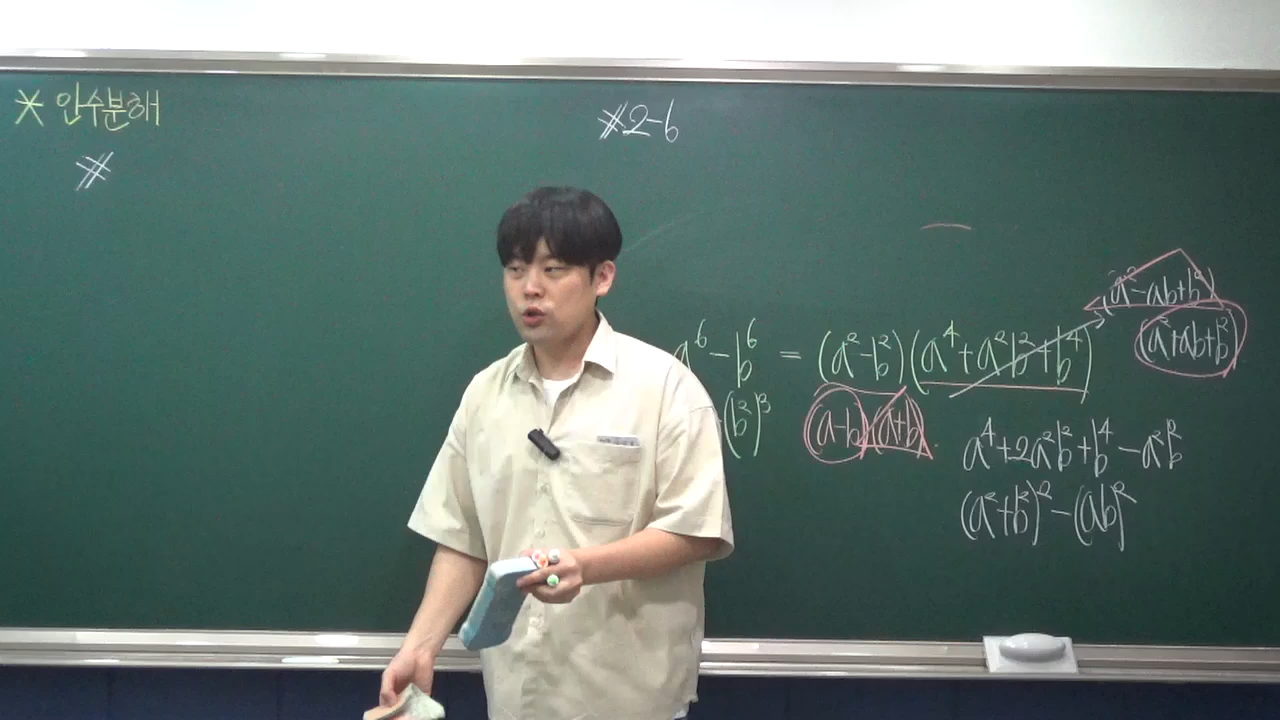 * 인수분해
※
※2-6
(a²-ab+b²)
(a²+ab+b²)
a⁶-b⁶ = (a²-b²)(a⁴+a²b²+b⁴)
(b²)³ (a-b)(a+b)
a⁴+2a²b²+b⁴-a²b²
(a²+b²)²-(ab)²